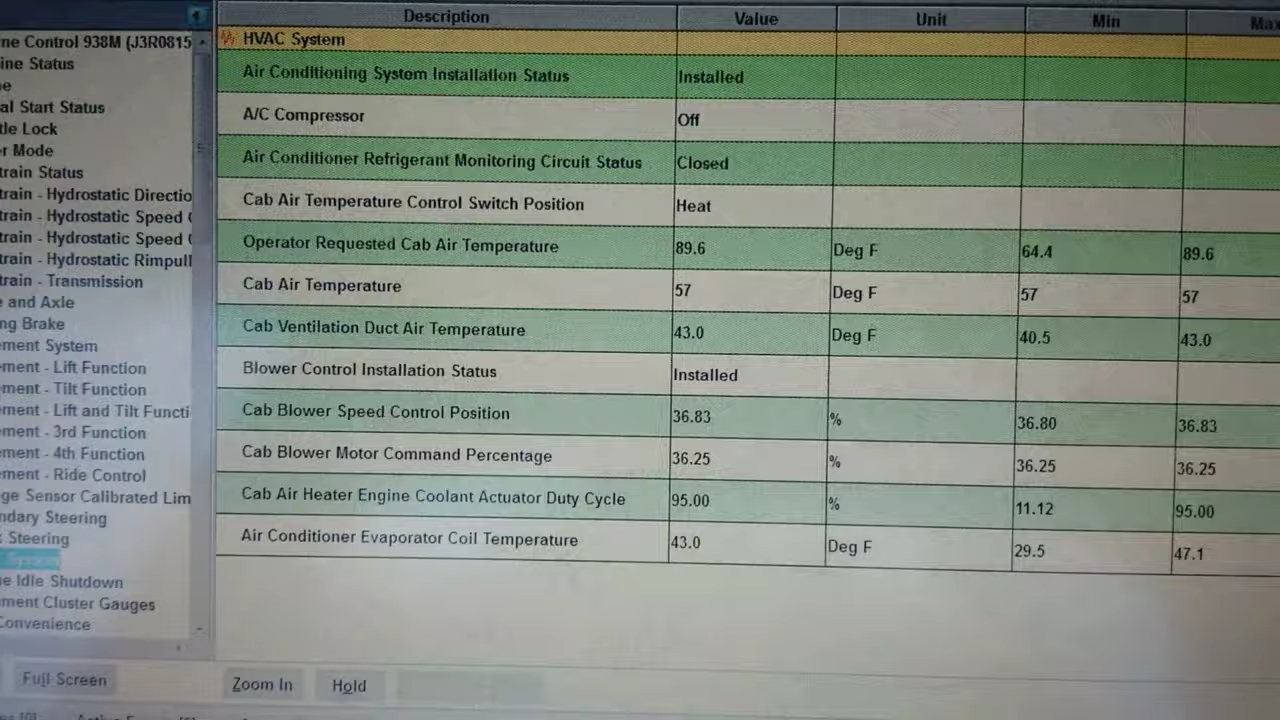 Description Value Unit Min Max
HVAC System
Air Conditioning System Installation Status Installed
A/C Compressor Off
Air Conditioner Refrigerant Monitoring Circuit Status Closed
Cab Air Temperature Control Switch Position Heat
Operator Requested Cab Air Temperature 89.6 Deg F 64.4 89.6
Cab Air Temperature 57 Deg F 57 57
Cab Ventilation Duct Air Temperature 43.0 Deg F 40.5 43.0
Blower Control Installation Status Installed
Cab Blower Speed Control Position 36.83 % 36.80 36.83
Cab Blower Motor Command Percentage 36.25 % 36.25 36.25
Cab Air Heater Engine Coolant Actuator Duty Cycle 95.00 % 11.12 95.00
Air Conditioner Evaporator Coil Temperature 43.0 Deg F 29.5 47.1
ne Control 938M (J3R0815
ine Status
e
al Start Status
tle Lock
r Mode
train Status
train - Hydrostatic Directio
train - Hydrostatic Speed (
train - Hydrostatic Speed (
train - Hydrostatic Rimpull
train - Transmission
e and Axle
ng Brake
ement System
ement - Lift Function
ement - Tilt Function
ement - Lift and Tilt Functi
ement - 3rd Function
ement - 4th Function
ement - Ride Control
ge Sensor Calibrated Lim
ndary Steering
Steering
System
e Idle Shutdown
ment Cluster Gauges
Convenience
Full Screen Zoom In Hold